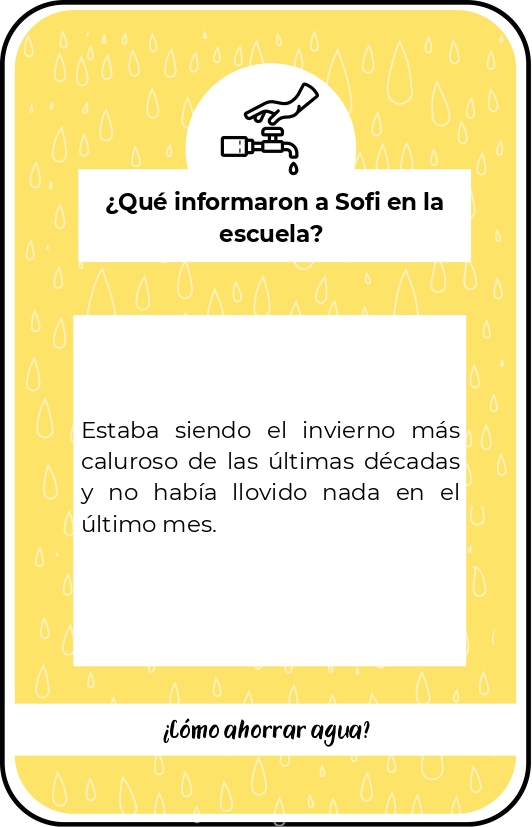 ¿Qué informaron a Sofi en la
escuela?
Estaba siendo el invierno más
caluroso de las últimas décadas
y no había llovido nada en el
último mes.
¿Cómo ahorrar agua?